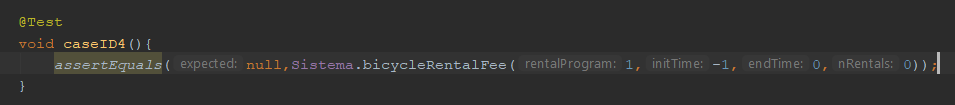 @Test
void caseID4(){
assertEquals( expected: null,Sistema.bicycleRentalFee( rentalProgram: 1, initTime: -1, endTime: 0, nRentals: 0));
}